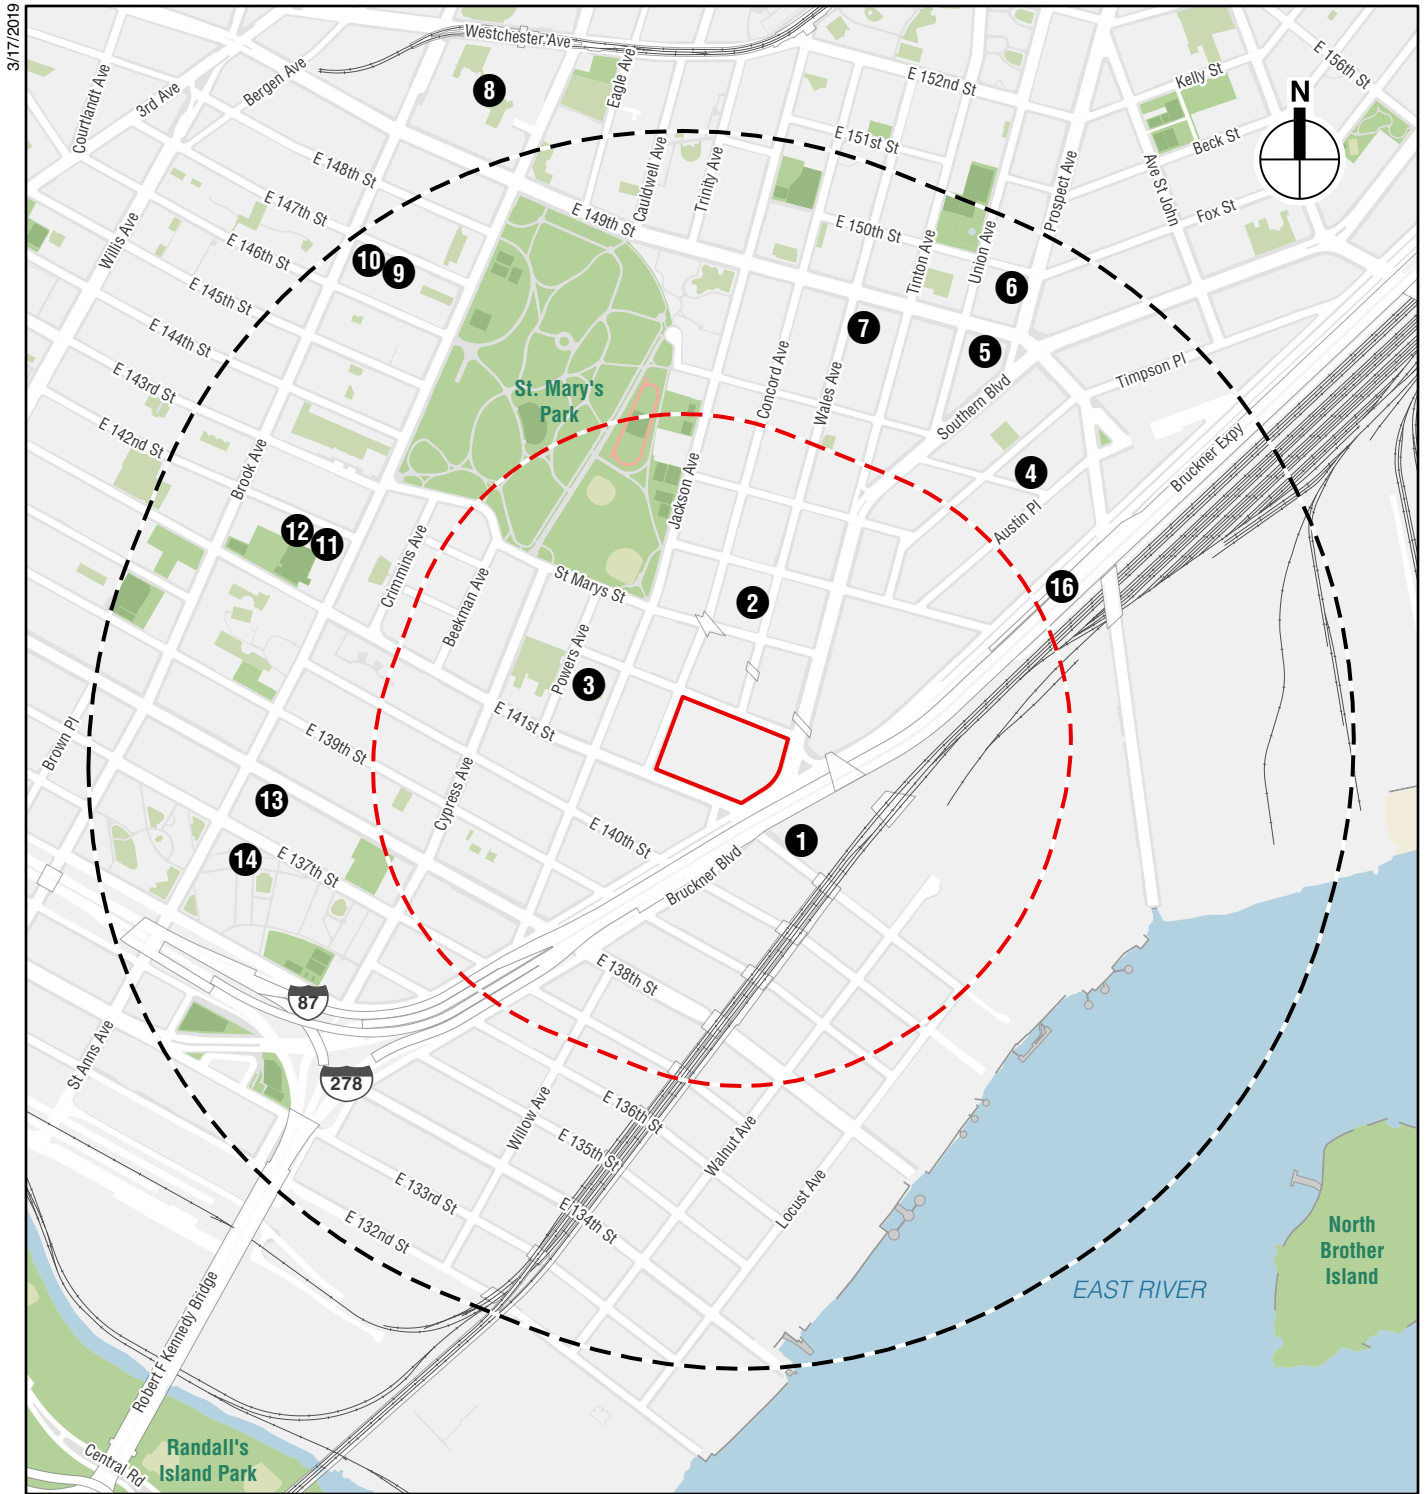 3/17/2019
Westchester Ave
Eagle Ave
E 152nd St
Kelly St
E 156th St
Courtlandt Ave
3rd Ave
Bergen Ave
8
N
E 151st St
Beck St
Ave St John
E 148th St
Cauldwell Ave
Trinity Ave
Prospect Ave
E 147th St
E 149th St
E 150th St
Fox St
Willis Ave
E 146th St
10
9
Tinton Ave
Union Ave
6
E 145th St
7
5
E 144th St
Concord Ave
Timpson Pl
E 143rd St
St. Mary's
Park
Wales Ave
Southern Blvd
E 142nd St
Brook Ave
Jackson Ave
4
Bruckner Expy
Austin Pl
12
11
Crimmins Ave
Beekman Ave
St Marys St
2
16
Powers Ave
3
E 141st St
E 139th St
Brown Pl
Cypress Ave
13
E 140th St
1
14
E 137th St
Bruckner Blvd
E 138th St
87
St Anns Ave
278
Willow Ave
E 136th St
E 135th St
Walnut Ave
E 133rd St
Locust Ave
E 134th St
E 132nd St
North
Brother
Island
EAST RIVER
Robert F Kennedy Bridge
Randall's
Island Park
Central Rd